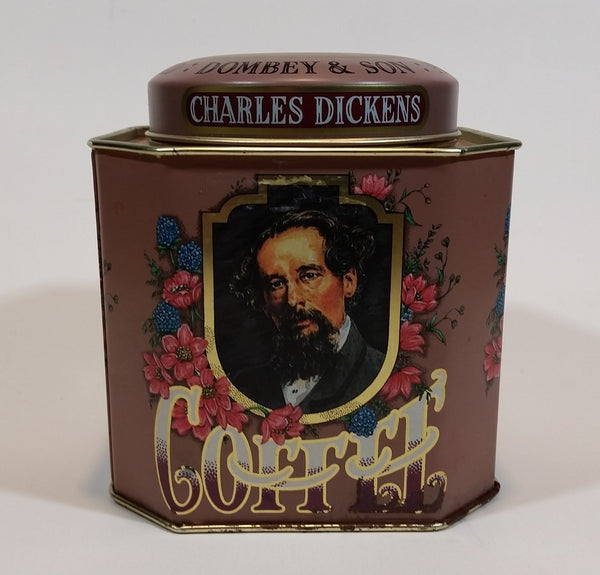 DOMBEY & SON
CHARLES DICKENS
COFFEE